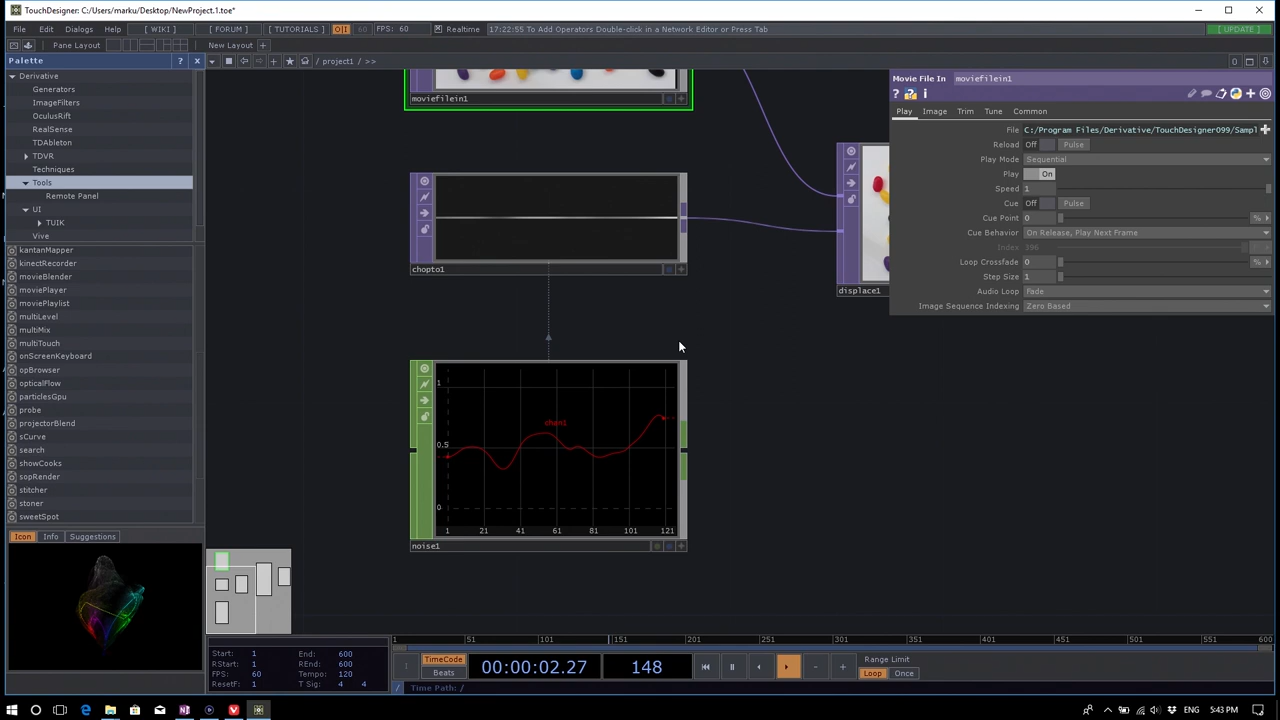 TouchDesigner: C:/Users/marku/Desktop/NewProject.1.toe*
File Edit Dialogs Help [ WIKI ] [ FORUM ] [ TUTORIALS ] O|I 60 FPS: 60 Realtime 17:22:55 To Add Operators Double-click in a Network Editor or Press Tab [ UPDATE ]
Pane Layout New Layout +
Palette ? x / project1 / >> 0
Derivative
Generators
ImageFilters
OculusRift
RealSense
TDAbleton
TDVR
Techniques
Tools
Remote Panel
UI
TUIK
Vive
kantanMapper
kinectRecorder
movieBlender
moviePlayer
moviePlaylist
multiLevel
multiMix
multiTouch
onScreenKeyboard
opBrowser
opticalFlow
particlesGpu
probe
projectorBlend
sCurve
search
showCooks
sopRender
stitcher
stoner
sweetSpot
Icon Info Suggestions
moviefilein1
chopto1
displace1
1
chan1
0.5
0
1 21 41 61 81 101 121
noise1
Movie File In moviefilein1
? i
Play Image Trim Tune Common
File C:/Program Files/Derivative/TouchDesigner099/Sampl
Reload Off Pulse
Play Mode Sequential
Play On
Speed 1
Cue Off Pulse
Cue Point 0 %
Cue Behavior On Release, Play Next Frame
Index 396
Loop Crossfade 0 %
Step Size 1
Audio Loop Fade
Image Sequence Indexing Zero Based
1 51 101 151 201 251 301 351 401 451 501 551 600
Start: 1 End: 600
RStart: 1 REnd: 600
FPS: 60 Tempo: 120
ResetF: 1 T Sig: 4 4
TimeCode
Beats
00:00:02.27 148
Range Limit
Loop Once
/ Time Path: /
5:43 PM